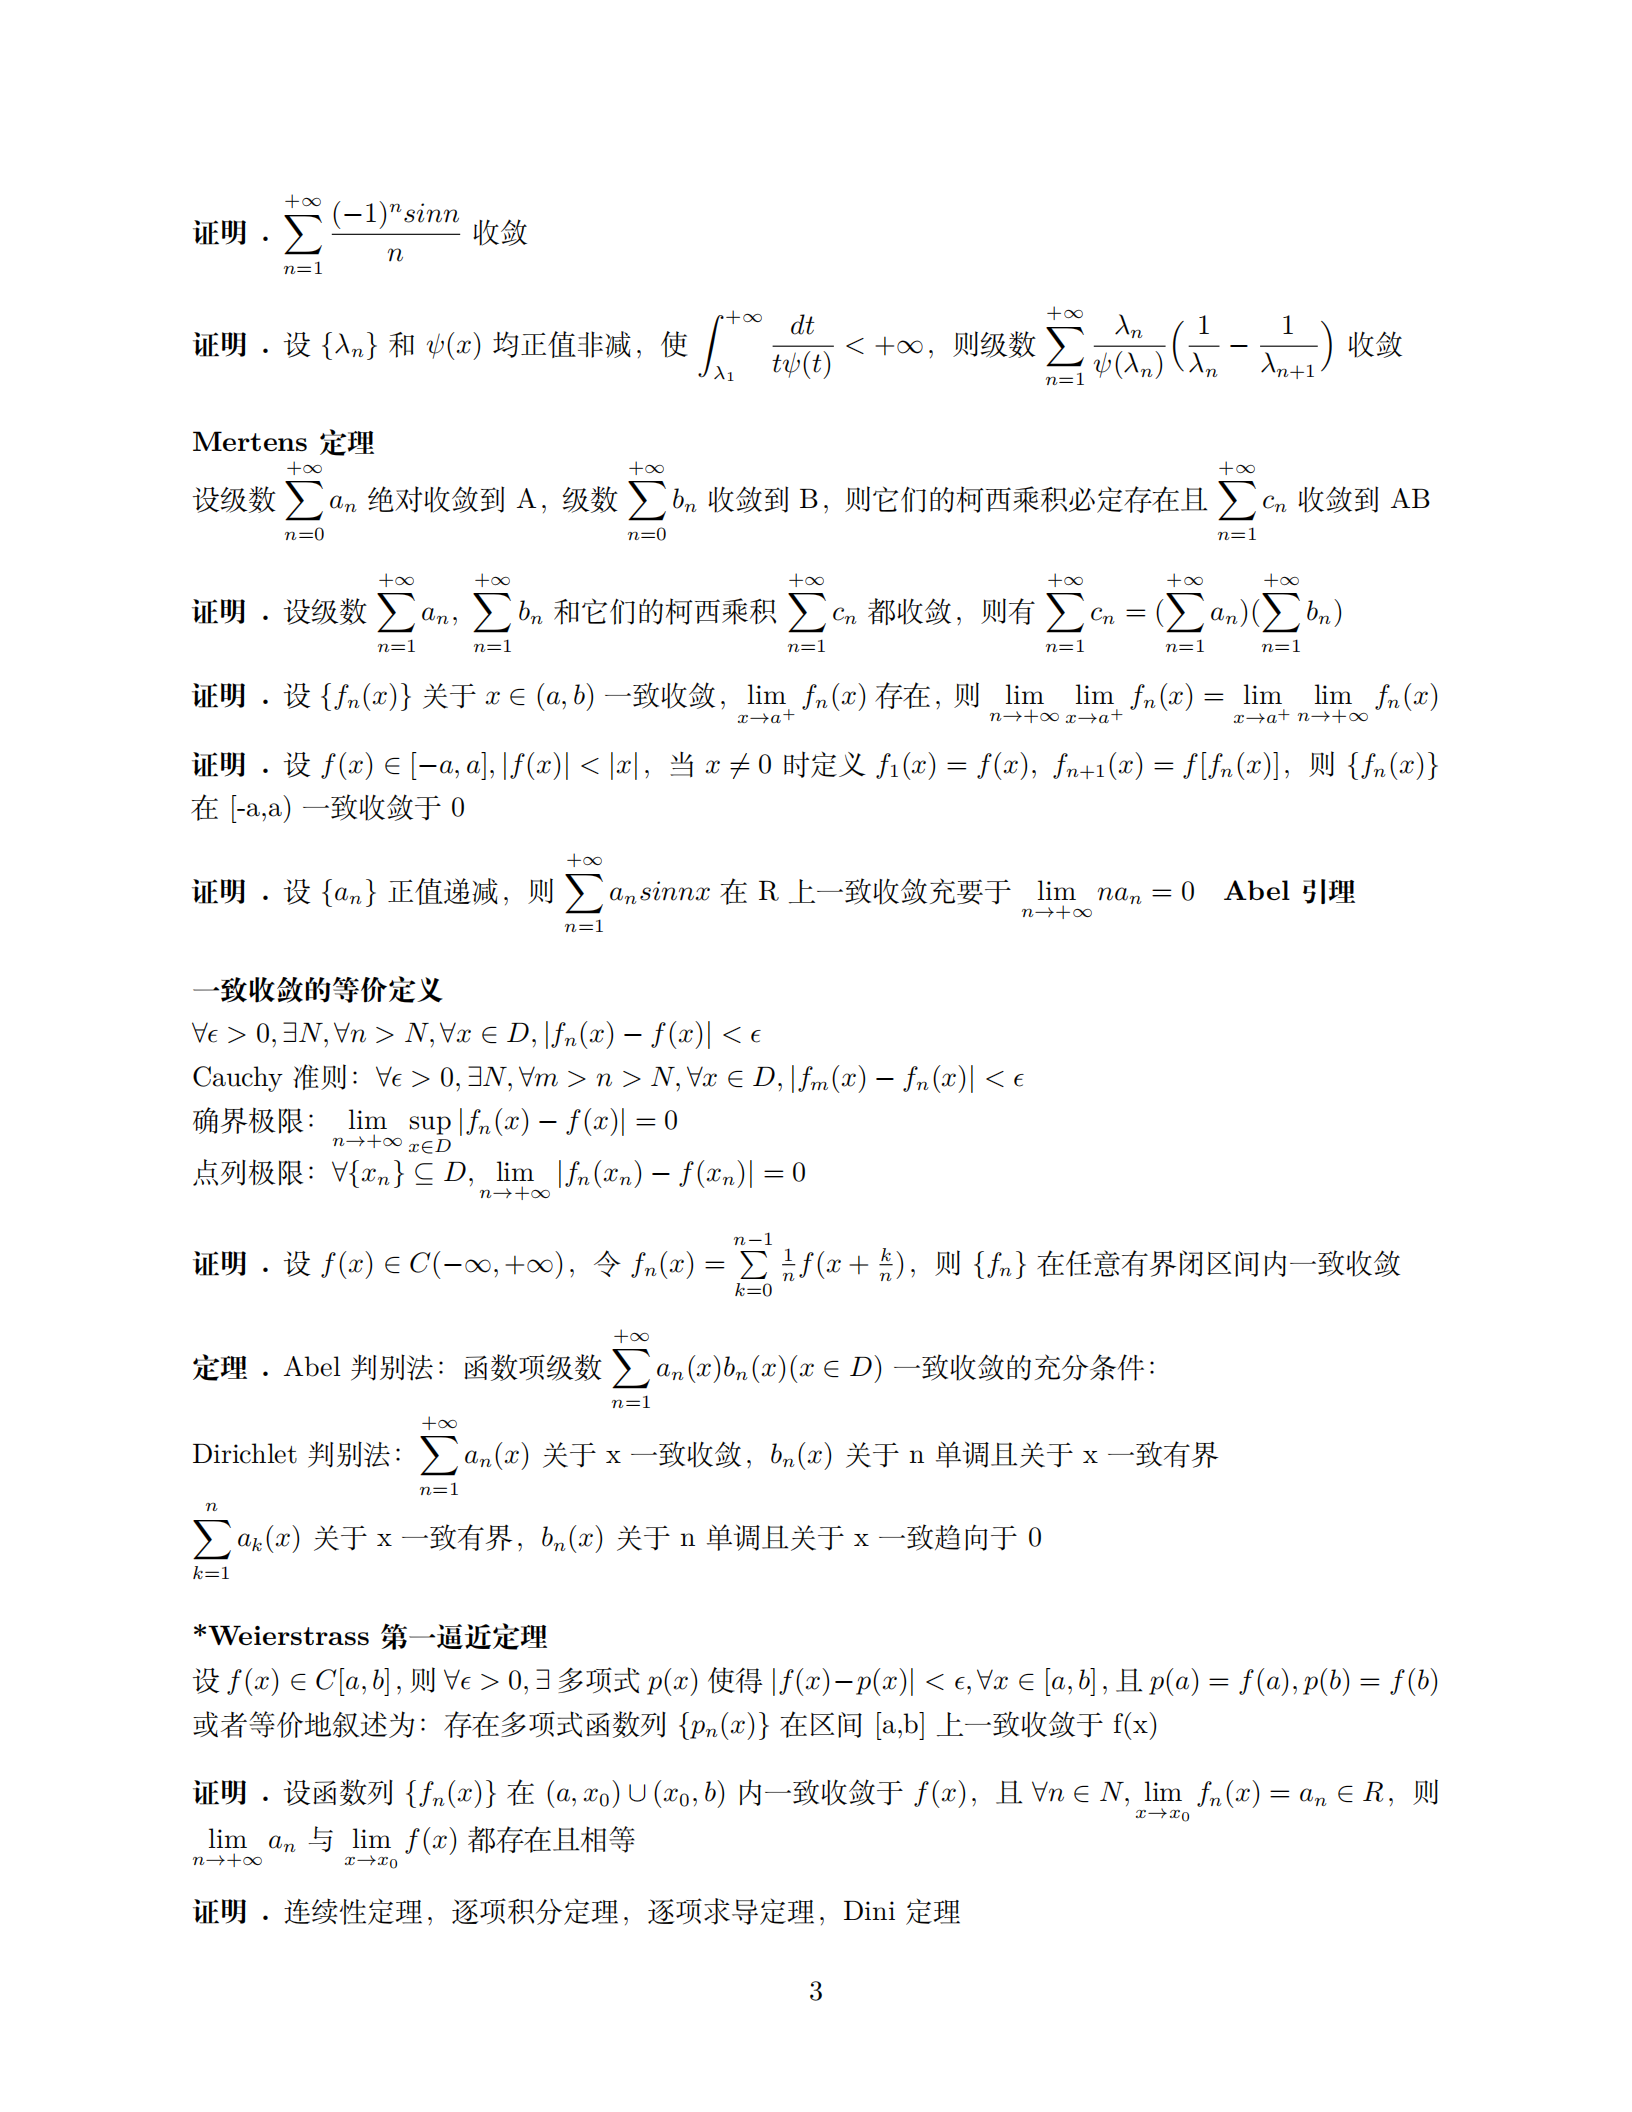 证明 . $\sum_{n=1}^{+\infty} \frac{(-1)^n sinn}{n}$ 收敛
证明 . 设 $\{\lambda_n\}$ 和 $\psi(x)$ 均正值非减，使 $\int_{\lambda_1}^{+\infty} \frac{dt}{t\psi(t)} < +\infty$，则级数 $\sum_{n=1}^{+\infty} \frac{\lambda_n}{\psi(\lambda_n)} \left( \frac{1}{\lambda_n} - \frac{1}{\lambda_{n+1}} \right)$ 收敛
Mertens 定理
设级数 $\sum_{n=0}^{+\infty} a_n$ 绝对收敛到 A，级数 $\sum_{n=0}^{+\infty} b_n$ 收敛到 B，则它们的柯西乘积必定存在且 $\sum_{n=1}^{+\infty} c_n$ 收敛到 AB
证明 . 设级数 $\sum_{n=1}^{+\infty} a_n$, $\sum_{n=1}^{+\infty} b_n$ 和它们的柯西乘积 $\sum_{n=1}^{+\infty} c_n$ 都收敛，则有 $\sum_{n=1}^{+\infty} c_n = (\sum_{n=1}^{+\infty} a_n)(\sum_{n=1}^{+\infty} b_n)$
证明 . 设 $\{f_n(x)\}$ 关于 $x \in (a, b)$ 一致收敛, $\lim_{x \to a^+} f_n(x)$ 存在，则 $\lim_{n \to +\infty} \lim_{x \to a^+} f_n(x) = \lim_{x \to a^+} \lim_{n \to +\infty} f_n(x)$
证明 . 设 $f(x) \in [-a, a], |f(x)| < |x|$，当 $x \neq 0$ 时定义 $f_1(x) = f(x), f_{n+1}(x) = f[f_n(x)]$，则 $\{f_n(x)\}$
在 [-a,a) 一致收敛于 0
证明 . 设 $\{a_n\}$ 正值递减，则 $\sum_{n=1}^{+\infty} a_n sinnx$ 在 R 上一致收敛充要于 $\lim_{n \to +\infty} na_n = 0$ Abel 引理
一致收敛的等价定义
$\forall \epsilon > 0, \exists N, \forall n > N, \forall x \in D, |f_n(x) - f(x)| < \epsilon$
Cauchy 准则：$\forall \epsilon > 0, \exists N, \forall m > n > N, \forall x \in D, |f_m(x) - f_n(x)| < \epsilon$
确界极限：$\lim_{n \to +\infty} \sup_{x \in D} |f_n(x) - f(x)| = 0$
点列极限：$\forall \{x_n\} \subseteq D, \lim_{n \to +\infty} |f_n(x_n) - f(x_n)| = 0$
证明 . 设 $f(x) \in C(-\infty, +\infty)$，令 $f_n(x) = \sum_{k=0}^{n-1} \frac{1}{n} f(x + \frac{k}{n})$，则 $\{f_n\}$ 在任意有界闭区间内一致收敛
定理 . Abel 判别法：函数项级数 $\sum_{n=1}^{+\infty} a_n(x)b_n(x)(x \in D)$ 一致收敛的充分条件：
Dirichlet 判别法：$\sum_{n=1}^{+\infty} a_n(x)$ 关于 x 一致收敛，$b_n(x)$ 关于 n 单调且关于 x 一致有界
$\sum_{k=1}^{n} a_k(x)$ 关于 x 一致有界，$b_n(x)$ 关于 n 单调且关于 x 一致趋向于 0
*Weierstrass 第一逼近定理
设 $f(x) \in C[a, b]$, 则 $\forall \epsilon > 0, \exists$ 多项式 $p(x)$ 使得 $|f(x) - p(x)| < \epsilon, \forall x \in [a, b]$, 且 $p(a) = f(a), p(b) = f(b)$
或者等价地叙述为：存在多项式函数列 $\{p_n(x)\}$ 在区间 [a,b] 上一致收敛于 f(x)
证明 . 设函数列 $\{f_n(x)\}$ 在 $(a, x_0) \cup (x_0, b)$ 内一致收敛于 $f(x)$，且 $\forall n \in N, \lim_{x \to x_0} f_n(x) = a_n \in R$，则
$\lim_{n \to +\infty} a_n$ 与 $\lim_{x \to x_0} f(x)$ 都存在且相等
证明 . 连续性定理，逐项积分定理，逐项求导定理，Dini 定理
3